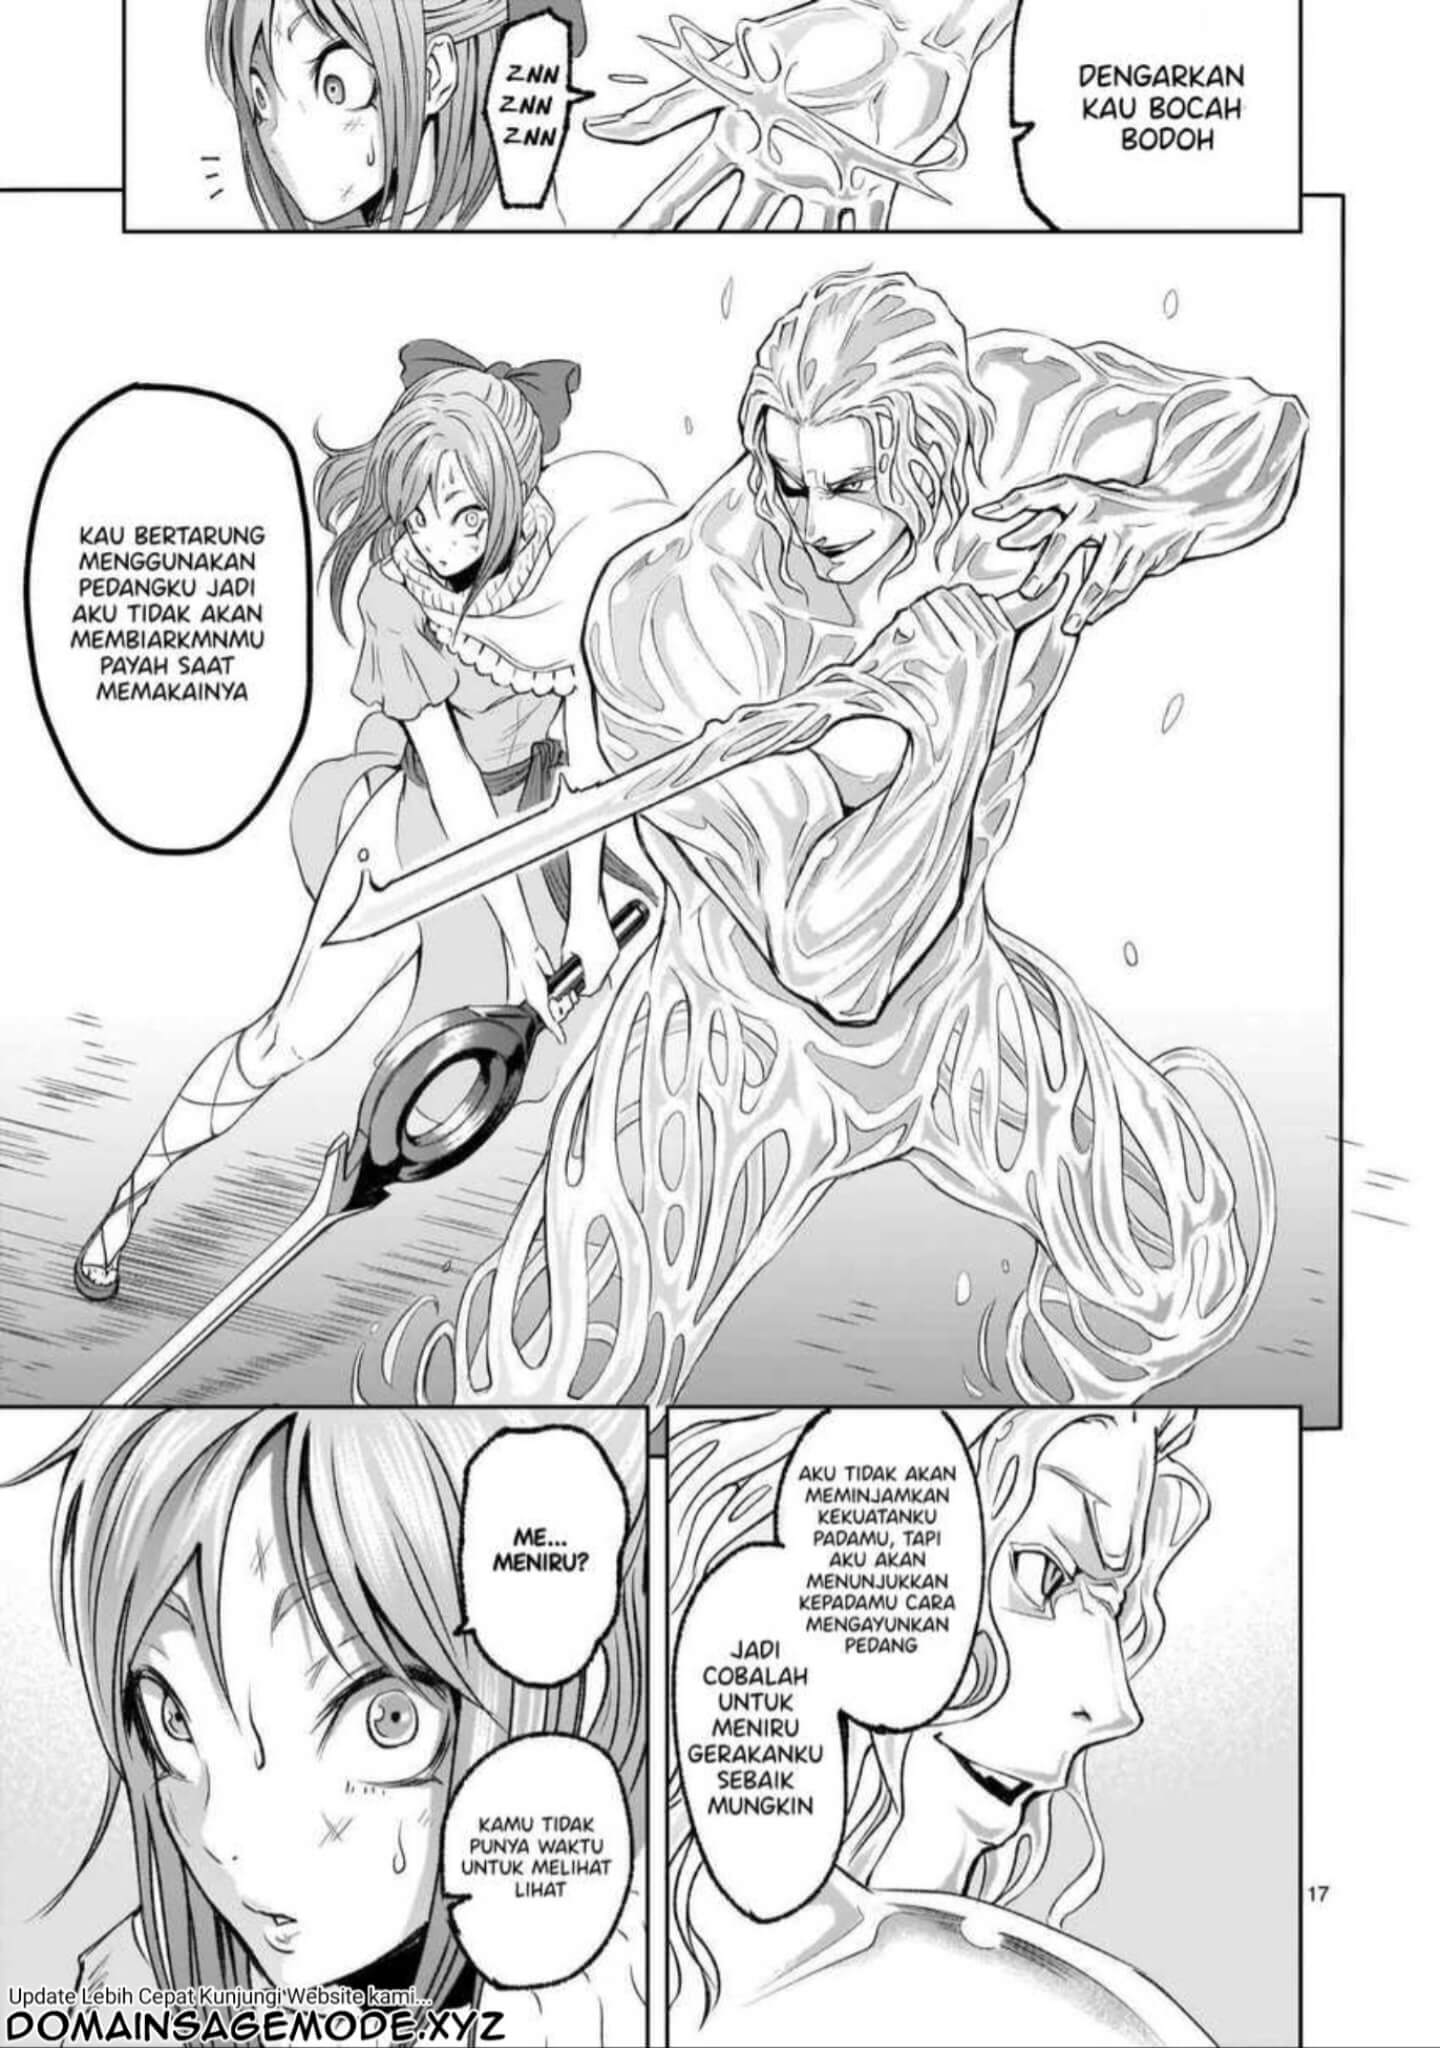 DENGARKAN
KAU BOCAH
BODOH
ZNN
ZNN
ZNN
KAU BERTARUNG
MENGGUNAKAN
PEDANGKU JADI
AKU TIDAK AKAN
MEMBIARKMNMU
PAYAH SAAT
MEMAKAINYA
AKU TIDAK AKAN
MEMINJAMKAN
KEKUATANKU
PADAMU, TAPI
AKU AKAN
MENUNJUKKAN
KEPADAMU CARA
MENGAYUNKAN
PEDANG
JADI
COBALAH
UNTUK
MENIRU
GERAKANKU
SEBAIK
MUNGKIN
ME...
MENIRU?
KAMU TIDAK
PUNYA WAKTU
UNTUK MELIHAT
LIHAT
17
Update Lebih Cepat Kunjungi Website kami...
DOMAINSAGEMODE.XYZ